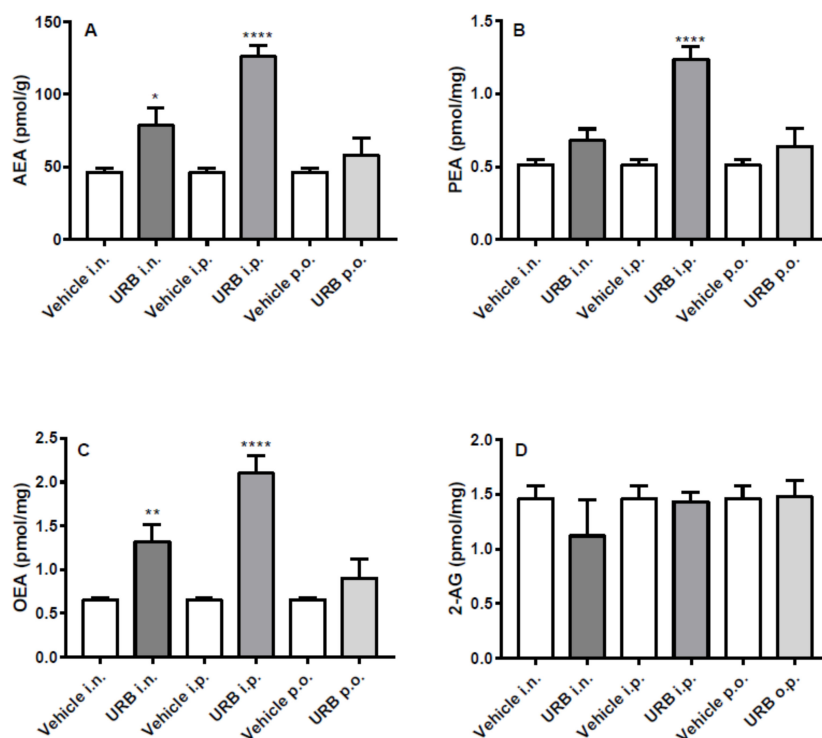 A
AEA (pmol/g)
150
100
50
0
*
****
Vehicle i.n.
URB i.n.
Vehicle i.p.
URB i.p.
Vehicle p.o.
URB p.o.
B
PEA (pmol/mg)
1.5
1.0
0.5
0.0
****
Vehicle i.n.
URB i.n.
Vehicle i.p.
URB i.p.
Vehicle p.o.
URB p.o.
C
OEA (pmol/mg)
2.5
2.0
1.5
1.0
0.5
0.0
**
****
Vehicle i.n.
URB i.n.
Vehicle i.p.
URB i.p.
Vehicle p.o.
URB p.o.
D
2-AG (pmol/mg)
2.0
1.5
1.0
0.5
0.0
Vehicle i.n.
URB i.n.
Vehicle i.p.
URB i.p.
Vehicle p.o.
URB o.p.